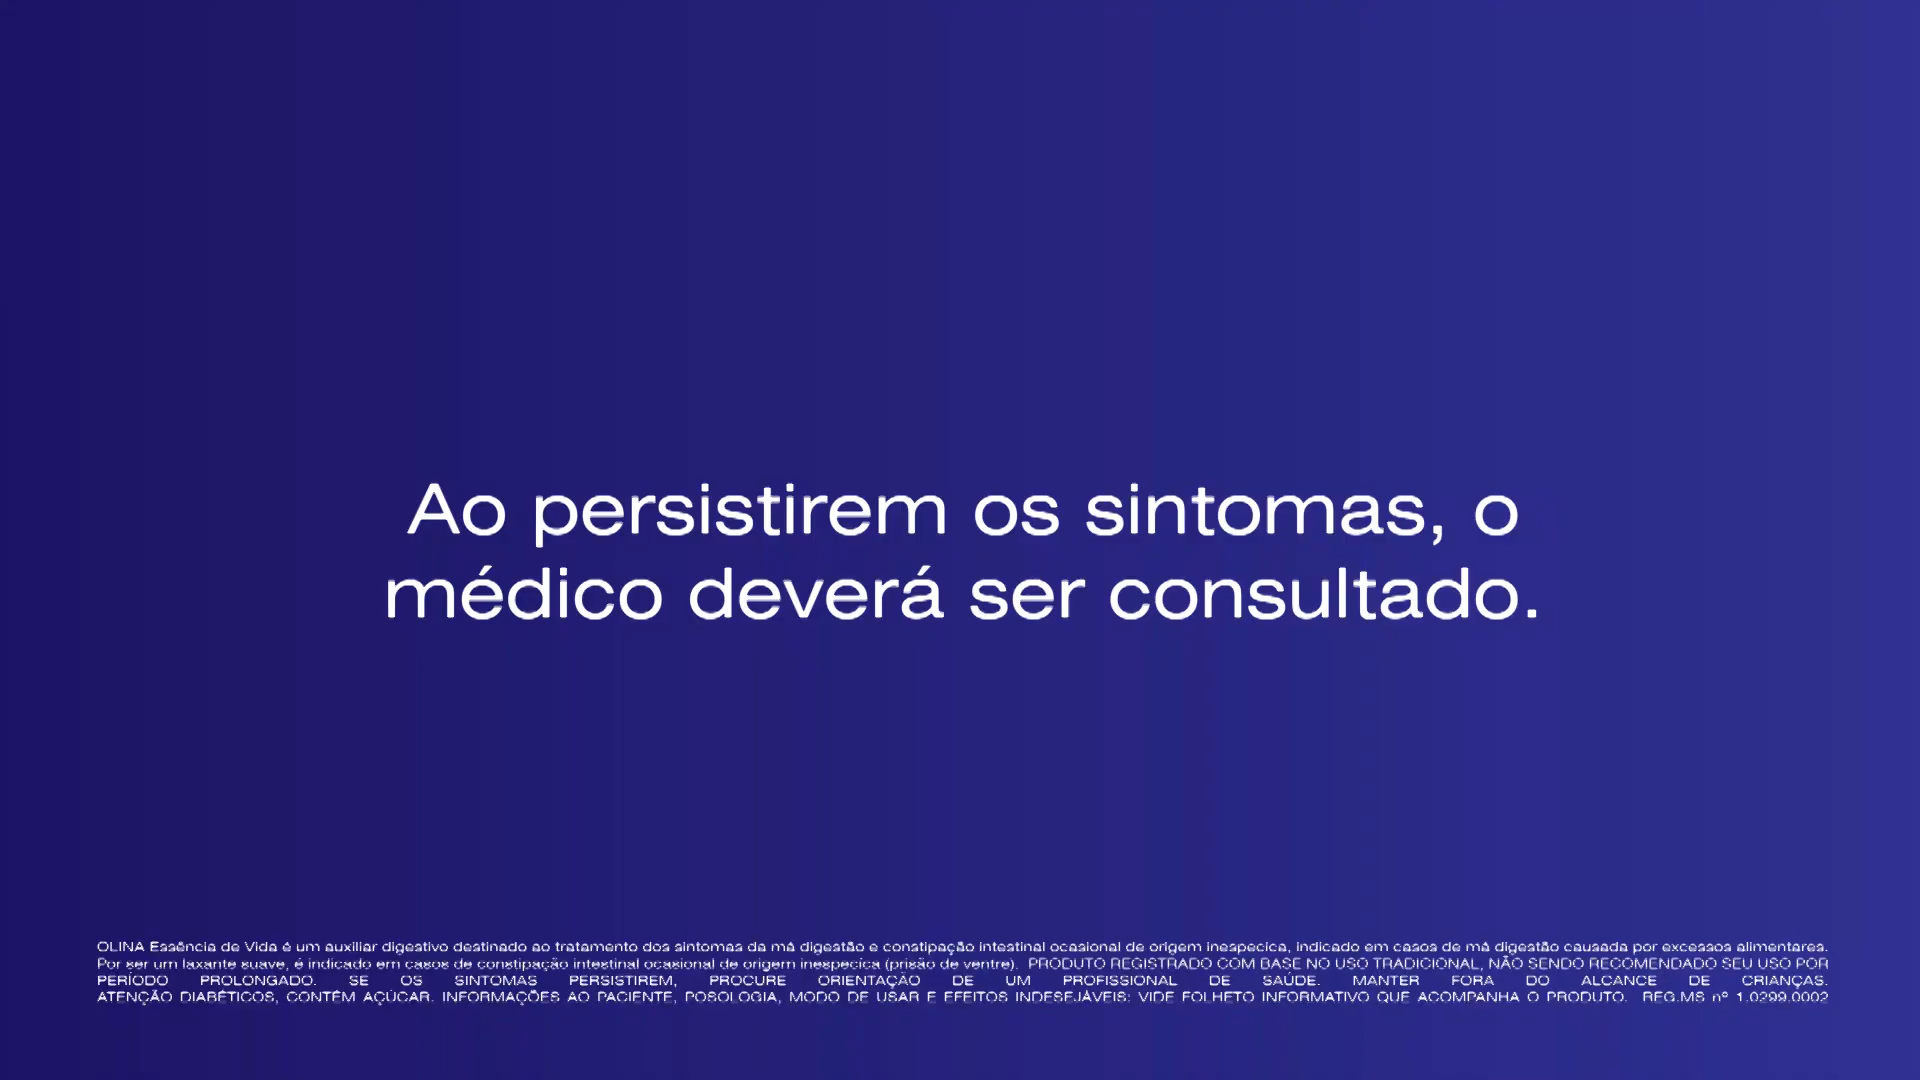 Ao persistirem os sintomas, o
médico deverá ser consultado.
OLINA Essência de Vida é um auxiliar digestivo destinado ao tratamento dos sintomas da má digestão e constipação intestinal ocasional de origem inespecica, indicado em casos de má digestão causada por excessos alimentares.
Por ser um laxante suave, é indicado em casos de constipação intestinal ocasional de origem inespecica (prisão de ventre). PRODUTO REGISTRADO COM BASE NO USO TRADICIONAL, NÃO SENDO RECOMENDADO SEU USO POR
PERÍODO PROLONGADO. SE OS SINTOMAS PERSISTIREM, PROCURE ORIENTAÇÃO DE UM PROFISSIONAL DE SAÚDE. MANTER FORA DO ALCANCE DE CRIANÇAS.
ATENÇÃO DIABÉTICOS, CONTÉM AÇÚCAR. INFORMAÇÕES AO PACIENTE, POSOLOGIA, MODO DE USAR E EFEITOS INDESEJÁVEIS: VIDE FOLHETO INFORMATIVO QUE ACOMPANHA O PRODUTO. REG.MS nº 1.0299.0002